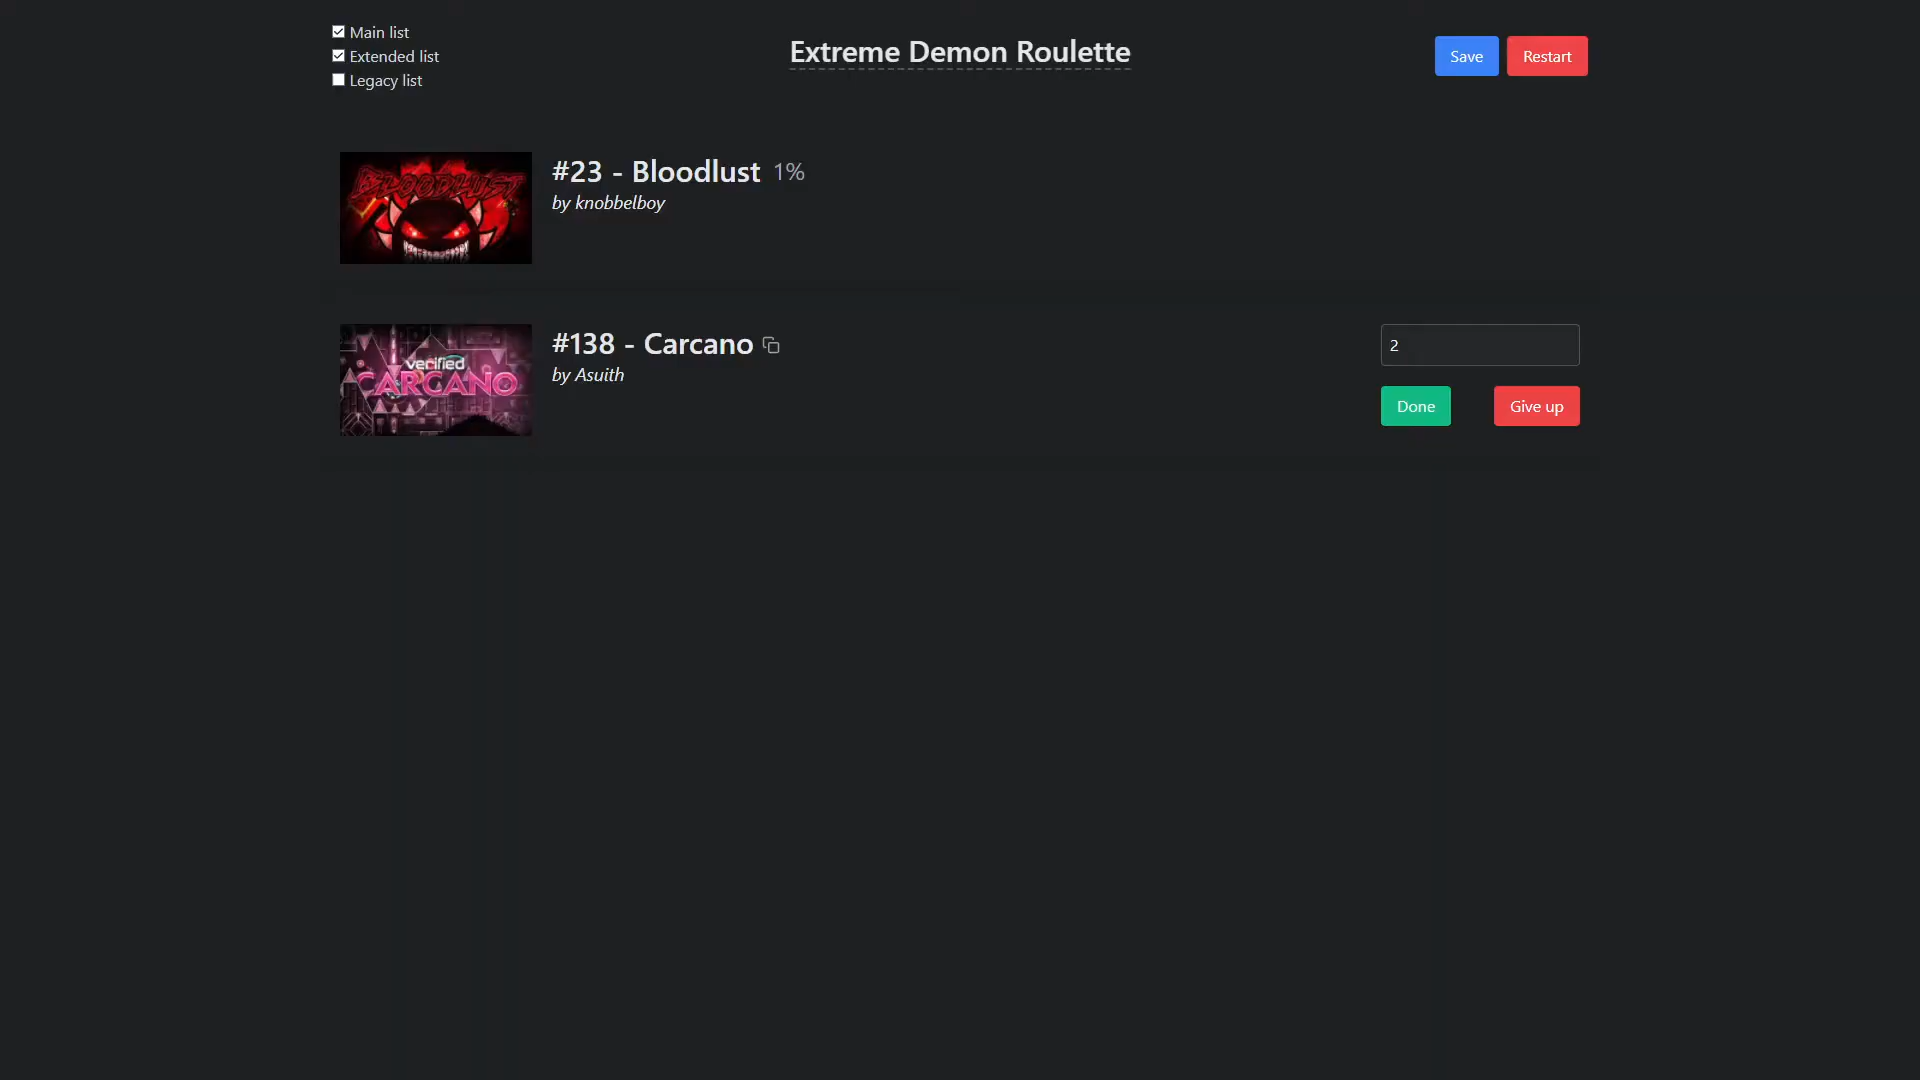 Main list
Extended list
Legacy list
Extreme Demon Roulette
Save
Restart
BLOODLUST
#23 - Bloodlust 1%
by knobbelboy
verified
CARCANO
#138 - Carcano
by Asuith
2
Done
Give up